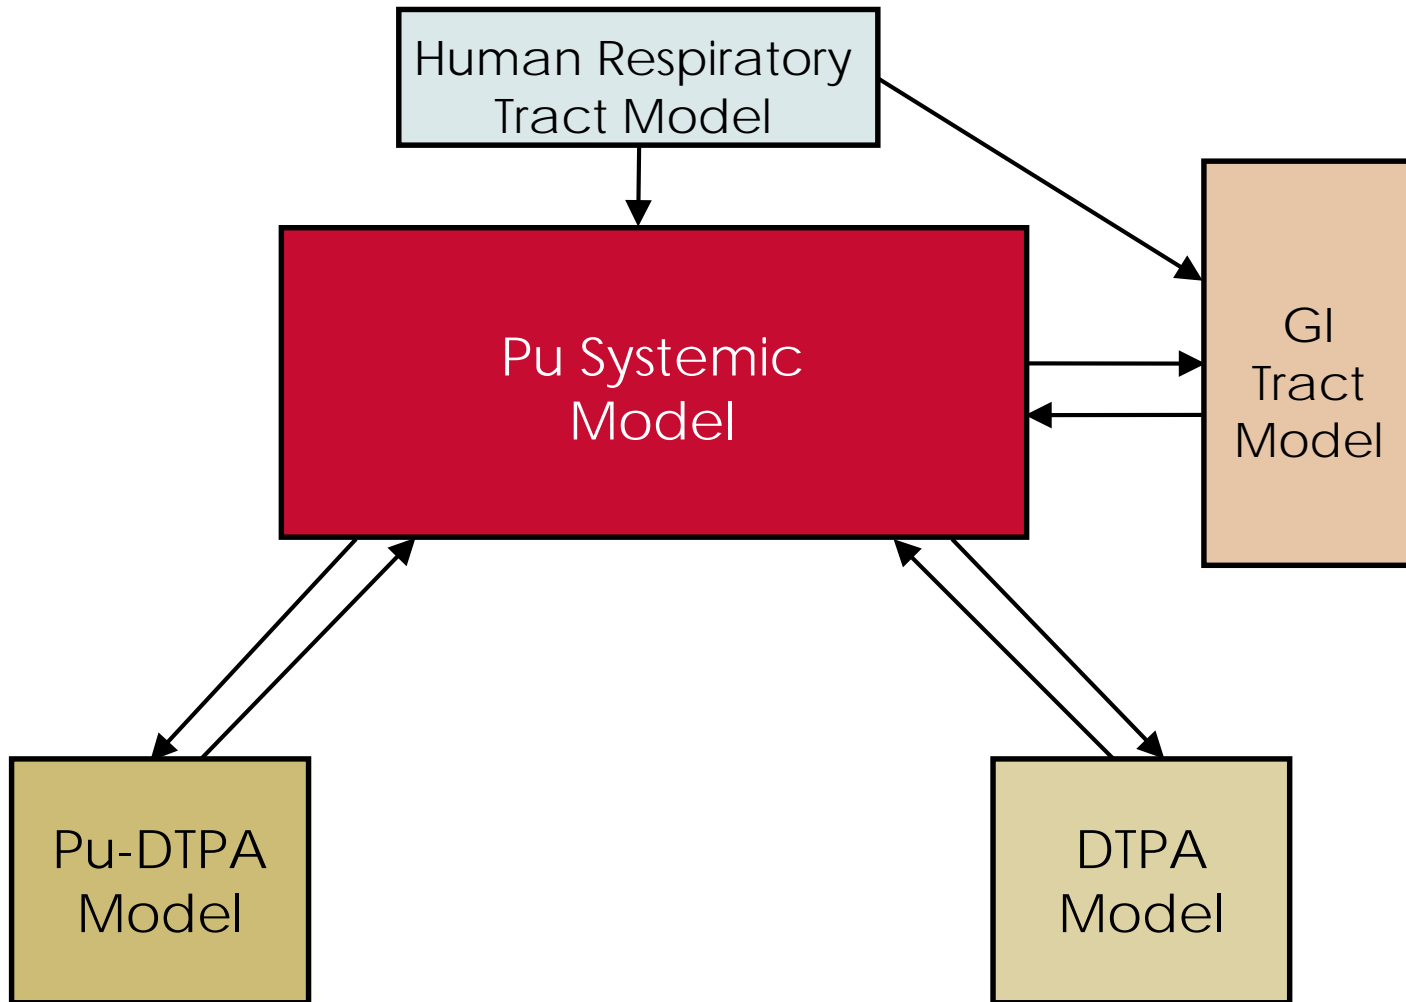 Human Respiratory
Tract Model
Pu Systemic
Model
GI
Tract
Model
Pu-DTPA
Model
DTPA
Model